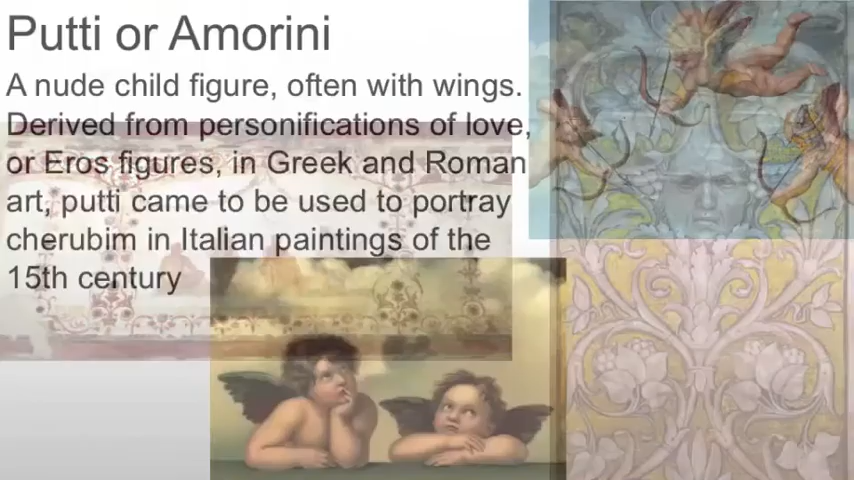 Putti or Amorini
A nude child figure, often with wings.
Derived from personifications of love,
or Eros figures, in Greek and Roman
art, putti came to be used to portray
cherubim in Italian paintings of the
15th century